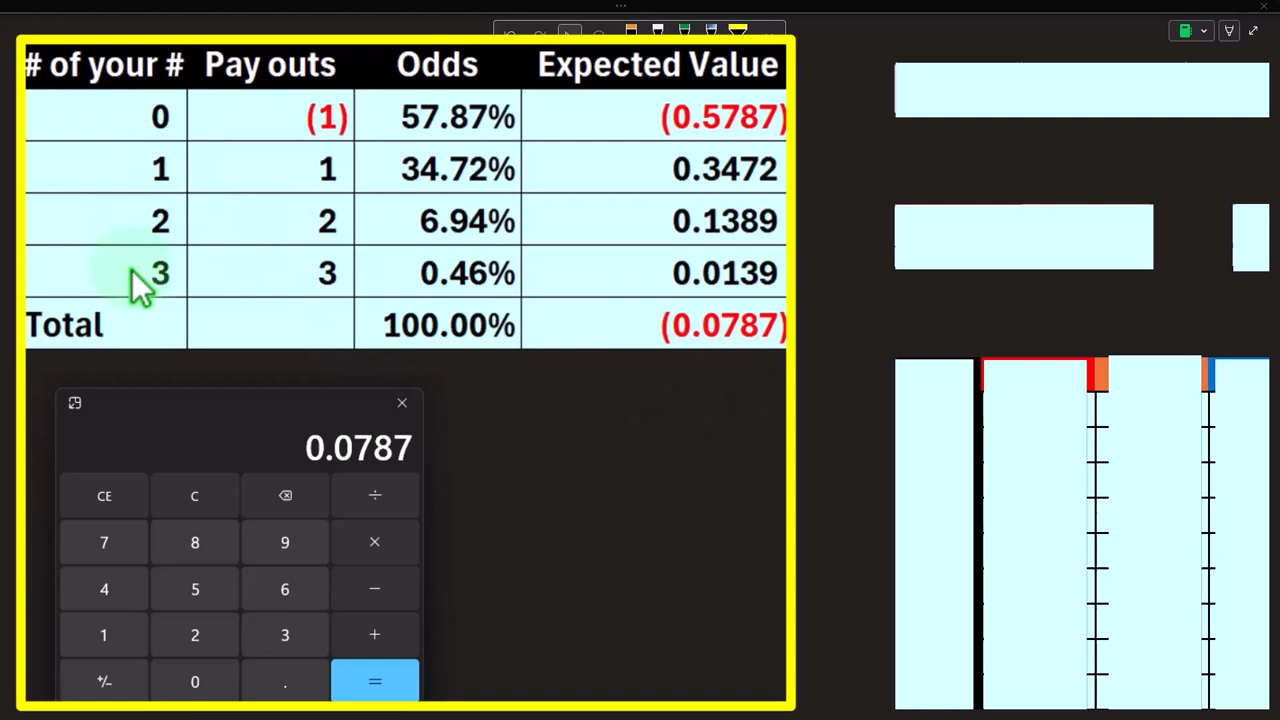 # of your # Pay outs Odds Expected Value
0 (1) 57.87% (0.5787)
1 1 34.72% 0.3472
2 2 6.94% 0.1389
3 3 0.46% 0.0139
Total 100.00% (0.0787)
0.0787
CE C ÷
7 8 9 ×
4 5 6 −
1 2 3 +
+/− 0 . =